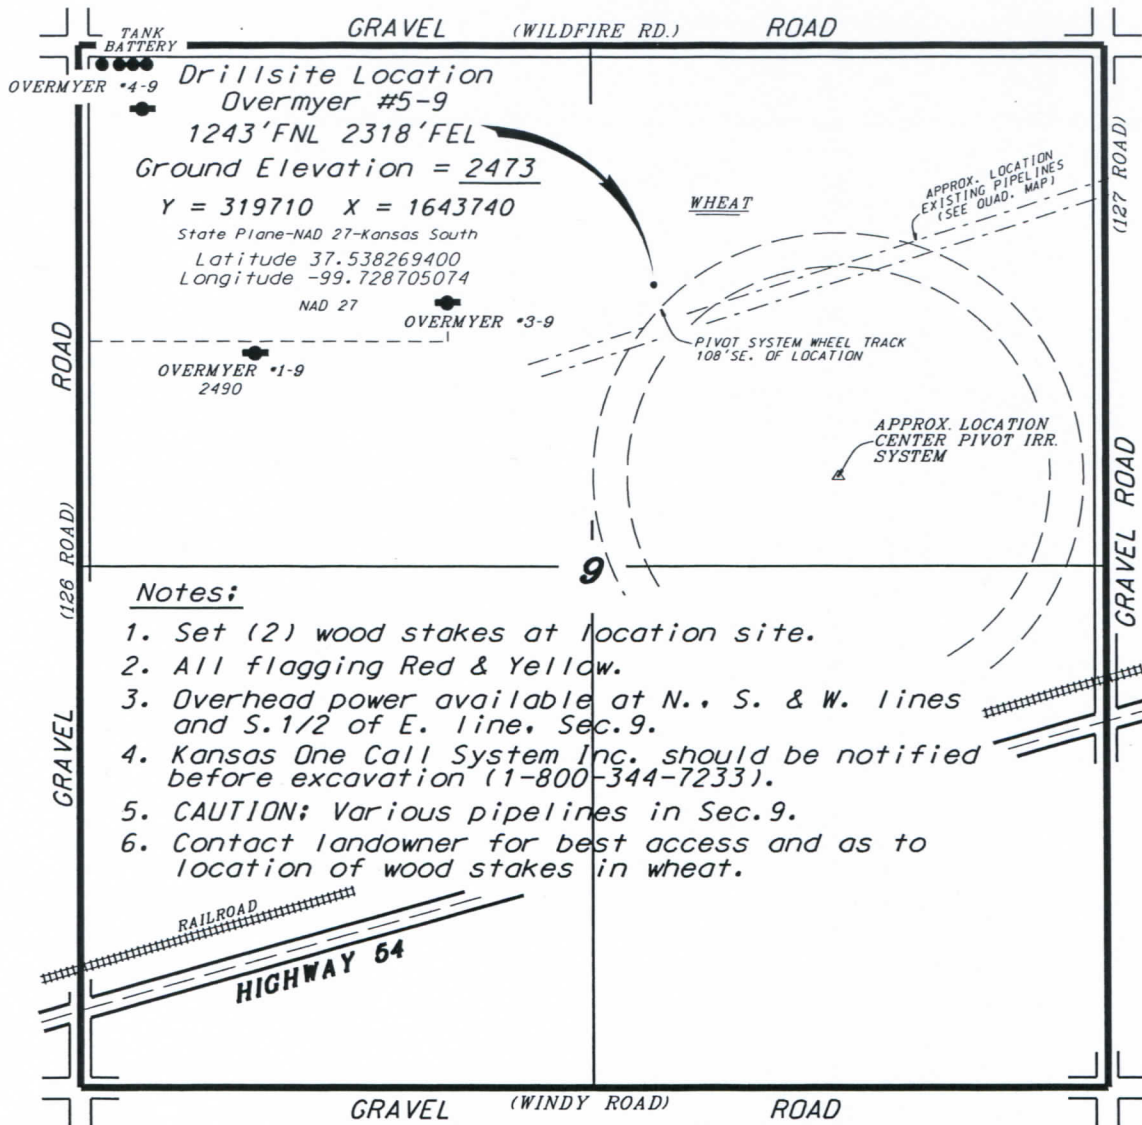 GRAVEL (WILDFIRE RD.) ROAD
TANK
BATTERY
OVERMYER #4-9
Drillsite Location
Overmyer #5-9
1243'FNL 2318'FEL
Ground Elevation = 2473
Y = 319710 X = 1643740
State Plane-NAD 27-Kansas South
Latitude 37.538269400
Longitude -99.728705074
NAD 27
OVERMYER #3-9
OVERMYER #1-9
2490
WHEAT
APPROX. LOCATION
EXISTING PIPELINES
(SEE QUAD. MAP)
PIVOT SYSTEM WHEEL TRACK
108'SE. OF LOCATION
APPROX. LOCATION
CENTER PIVOT IRR.
SYSTEM
(127 ROAD)
GRAVEL ROAD
GRAVEL (126 ROAD) ROAD
9
Notes:
1. Set (2) wood stakes at location site.
2. All flagging Red & Yellow.
3. Overhead power available at N., S. & W. lines
and S.1/2 of E. line, Sec.9.
4. Kansas One Call System Inc. should be notified
before excavation (1-800-344-7233).
5. CAUTION: Various pipelines in Sec.9.
6. Contact landowner for best access and as to
location of wood stakes in wheat.
RAILROAD
HIGHWAY 54
GRAVEL (WINDY ROAD) ROAD